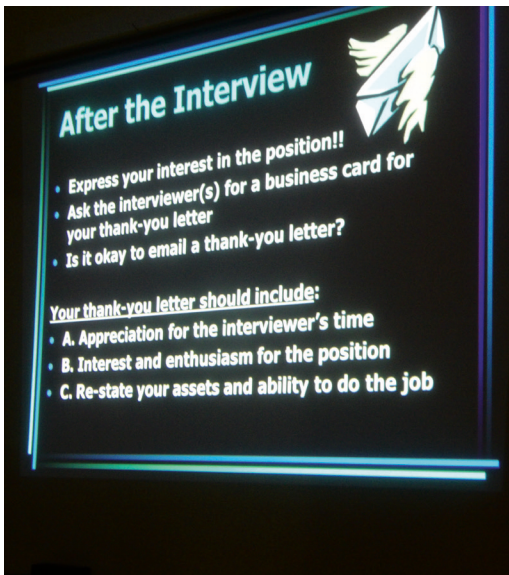 After the Interview
• Express your interest in the position!!
• Ask the interviewer(s) for a business card for
your thank-you letter
• Is it okay to email a thank-you letter?
Your thank-you letter should include:
• A. Appreciation for the interviewer's time
• B. Interest and enthusiasm for the position
• C. Re-state your assets and ability to do the job